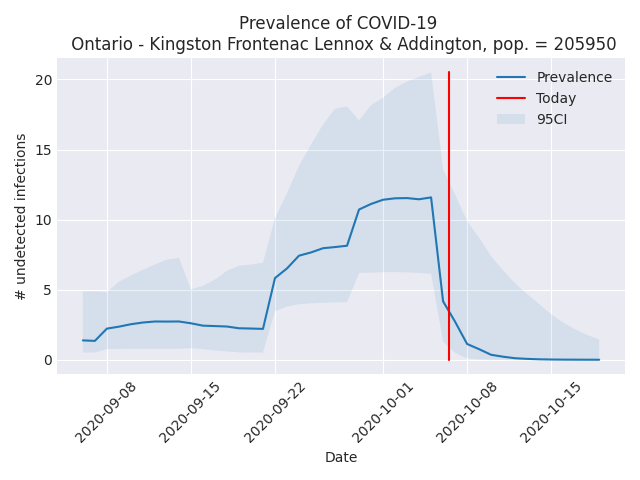 Prevalence of COVID-19
Ontario - Kingston Frontenac Lennox & Addington, pop. = 205950
Prevalence
Today
95CI
# undetected infections
20
15
10
5
0
2020-09-08
2020-09-15
2020-09-22
2020-10-01
2020-10-08
2020-10-15
Date